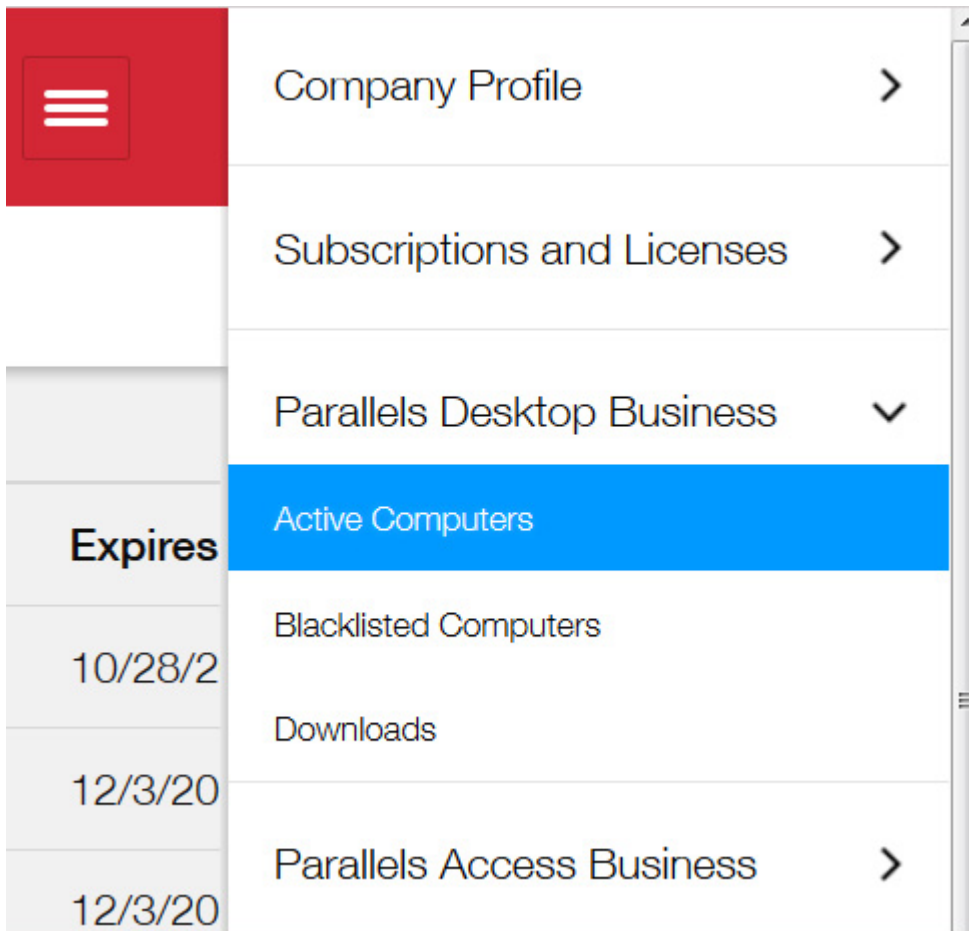 Company Profile
Subscriptions and Licenses
Parallels Desktop Business
Active Computers
Blacklisted Computers
Downloads
Parallels Access Business
Expires
10/28/2
12/3/20
12/3/20